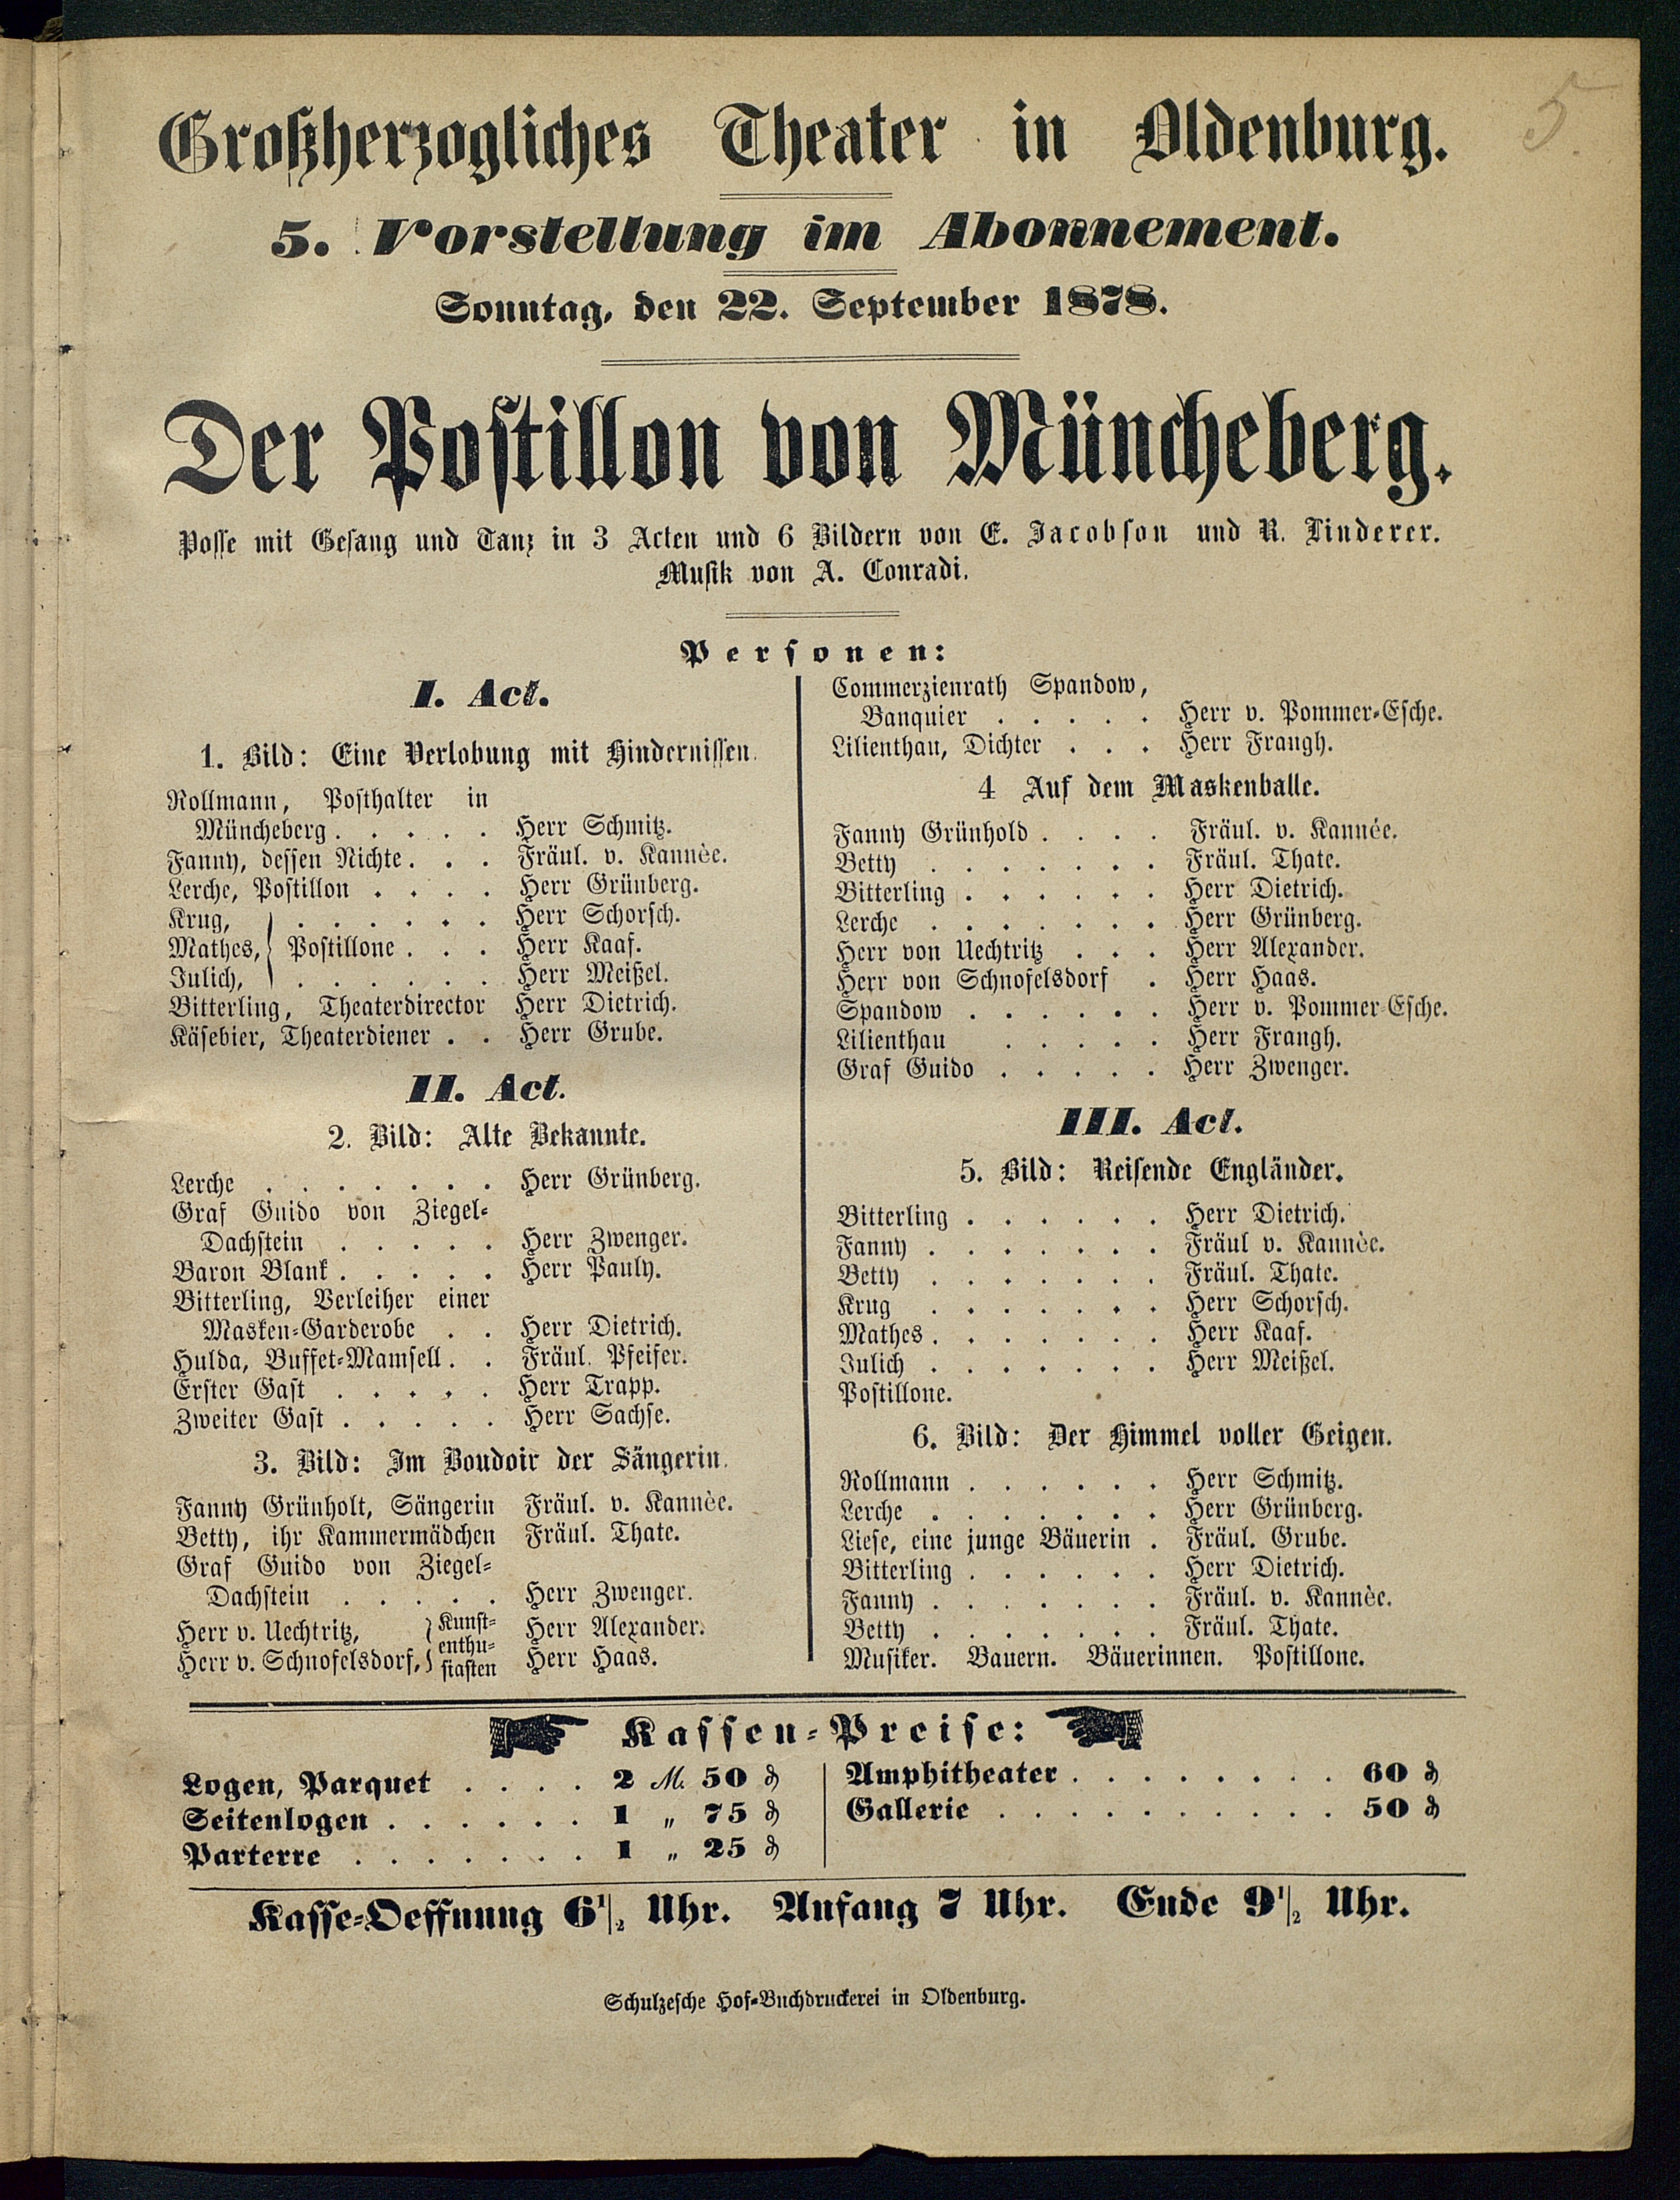 5.
Großherzogliches Theater in Oldenburg.
5. Vorstellung im Abonnement.
Sonntag, den 22. September 1878.
Der Postillon von Müncheberg.
Posse mit Gesang und Tanz in 3 Acten und 6 Bildern von E. Jacobson und R. Linderer.
Musik von A. Conradi.
Personen:
I. Act.
1. Bild: Eine Verlobung mit Hindernissen.
Rollmann, Posthalter in
Müncheberg . . . . . Herr Schmitz.
Fanny, dessen Nichte . . . Fräul. v. Kannèe.
Lerche, Postillon . . . . Herr Grünberg.
Krug, . . . . . . Herr Schorsch.
Mathes, } Postillone . . . Herr Kaaf.
Julich, . . . . . . Herr Meißel.
Bitterling, Theaterdirector Herr Dietrich.
Käsebier, Theaterdiener . . Herr Grube.
II. Act.
2. Bild: Alte Bekannte.
Lerche . . . . . . . Herr Grünberg.
Graf Guido von Ziegel-
Dachstein . . . . . Herr Zwenger.
Baron Blank . . . . . Herr Pauly.
Bitterling, Verleiher einer
Masken-Garderobe . . Herr Dietrich.
Hulda, Buffet-Mamsell . . Fräul. Pfeifer.
Erster Gast . . . . . Herr Trapp.
Zweiter Gast . . . . . Herr Sachse.
3. Bild: Im Boudoir der Sängerin.
Fanny Grünholt, Sängerin Fräul. v. Kannèe.
Betty, ihr Kammermädchen Fräul. Thate.
Graf Guido von Ziegel-
Dachstein . . . . . Herr Zwenger.
Herr v. Uechtritz, } Kunst- Herr Alexander.
enthu-
Herr v. Schnofelsdorf, } siasten Herr Haas.
Commerzienrath Spandow,
Banquier . . . . . Herr v. Pommer-Esche.
Lilienthau, Dichter . . . Herr Frangh.
4 Auf dem Maskenballe.
Fanny Grünhold . . . . Fräul. v. Kannée.
Betty . . . . . . . Fräul. Thate.
Bitterling . . . . . . Herr Dietrich.
Lerche . . . . . . . Herr Grünberg.
Herr von Uechtritz . . . Herr Alexander.
Herr von Schnofelsdorf . Herr Haas.
Spandow . . . . . . Herr v. Pommer-Esche.
Lilienthau . . . . . Herr Frangh.
Graf Guido . . . . . Herr Zwenger.
III. Act.
5. Bild: Reisende Engländer.
Bitterling . . . . . . Herr Dietrich.
Fanny . . . . . . . Fräul v. Kannèe.
Betty . . . . . . . Fräul. Thate.
Krug . . . . . . . Herr Schorsch.
Mathes . . . . . . . Herr Kaaf.
Julich . . . . . . . Herr Meißel.
Postillone.
6. Bild: Der Himmel voller Geigen.
Rollmann . . . . . . Herr Schmitz.
Lerche . . . . . . . Herr Grünberg.
Liese, eine junge Bäuerin . Fräul. Grube.
Bitterling . . . . . . Herr Dietrich.
Fanny . . . . . . . Fräul. v. Kannèe.
Betty . . . . . . . Fräul. Thate.
Musiker. Bauern. Bäuerinnen. Postillone.
Kassen-Preise:
Logen, Parquet . . . . 2 M. 50 ₰
Seitenlogen . . . . . . 1 „ 75 ₰
Parterre . . . . . . . 1 „ 25 ₰
Amphitheater . . . . . . . . 60 ₰
Gallerie . . . . . . . . . . 50 ₰
Kasse-Oeffnung 6 1/2 Uhr. Anfang 7 Uhr. Ende 9 1/2 Uhr.
Schulzesche Hof-Buchdruckerei in Oldenburg.